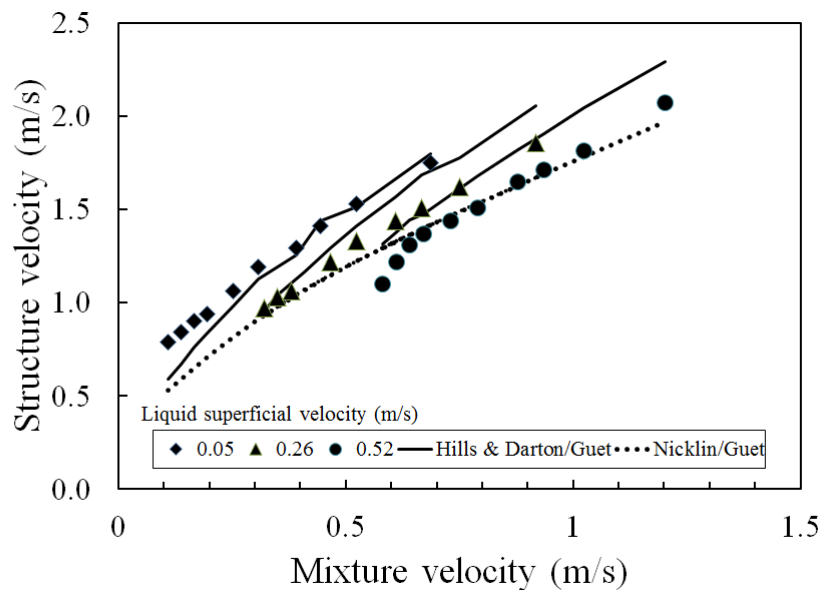 2.5
2.0
1.5
1.0
0.5
0.0
Structure velocity (m/s)
Liquid superficial velocity (m/s)
0.05 0.26 0.52 Hills & Darton/Guet Nicklin/Guet
0 0.5 1 1.5
Mixture velocity (m/s)